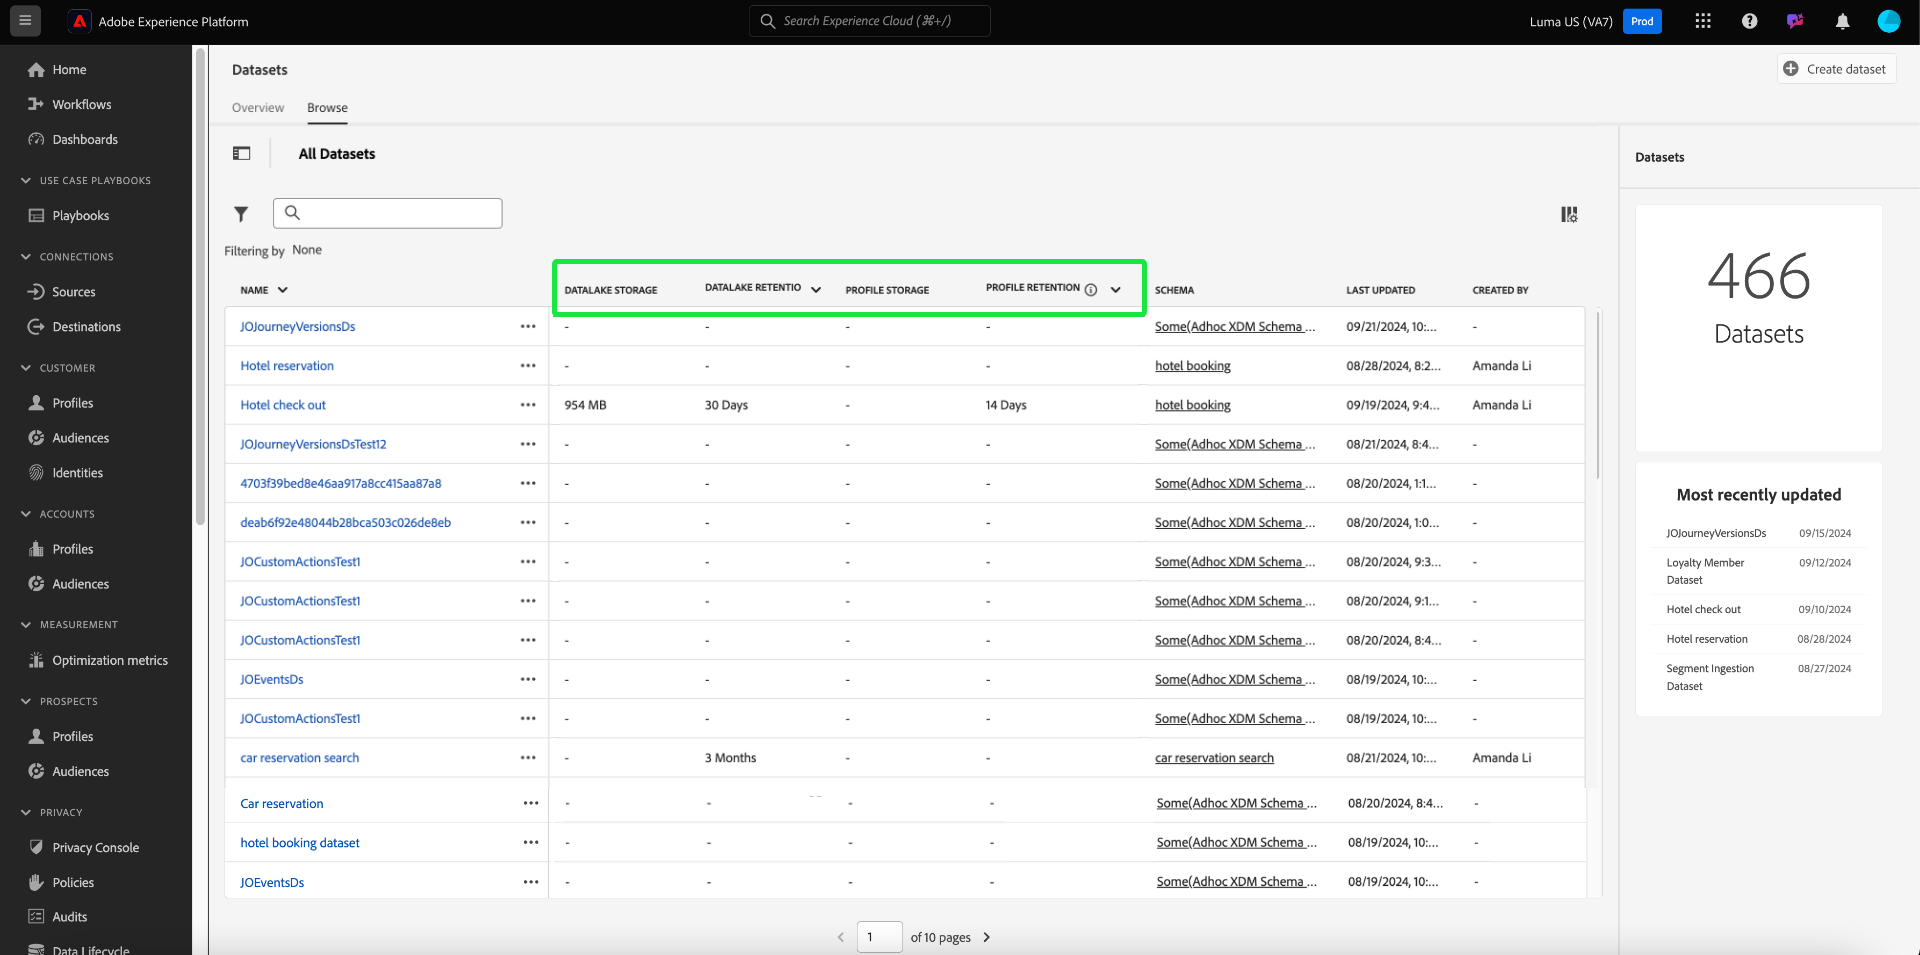 Adobe Experience Platform
Search Experience Cloud (⌘+/)
Luma US (VA7) Prod
Home
Workflows
Dashboards
USE CASE PLAYBOOKS
Playbooks
CONNECTIONS
Sources
Destinations
CUSTOMER
Profiles
Audiences
Identities
ACCOUNTS
Profiles
Audiences
MEASUREMENT
Optimization metrics
PROSPECTS
Profiles
Audiences
PRIVACY
Privacy Console
Policies
Audits
Data Lifecycle
Datasets
Create dataset
Overview Browse
All Datasets
Filtering by None
NAME DATALAKE STORAGE DATALAKE RETENTIO PROFILE STORAGE PROFILE RETENTION SCHEMA LAST UPDATED CREATED BY
JOJourneyVersionsDs ••• - - - - Some(Adhoc XDM Schema ... 09/21/2024, 10:... -
Hotel reservation ••• - - - - hotel booking 08/28/2024, 8:2... Amanda Li
Hotel check out ••• 954 MB 30 Days - 14 Days hotel booking 09/19/2024, 9:4... Amanda Li
JOJourneyVersionsDsTest12 ••• - - - - Some(Adhoc XDM Schema ... 08/21/2024, 8:4... -
4703f39bed8e46aa917a8cc415aa87a8 ••• - - - - Some(Adhoc XDM Schema ... 08/20/2024, 1:1... -
deab6f92e48044b28bca503c026de8eb ••• - - - - Some(Adhoc XDM Schema ... 08/20/2024, 1:0... -
JOCustomActionsTest1 ••• - - - - Some(Adhoc XDM Schema ... 08/20/2024, 9:3... -
JOCustomActionsTest1 ••• - - - - Some(Adhoc XDM Schema ... 08/20/2024, 9:1... -
JOCustomActionsTest1 ••• - - - - Some(Adhoc XDM Schema ... 08/20/2024, 8:4... -
JOEventsDs ••• - - - - Some(Adhoc XDM Schema ... 08/19/2024, 10:... -
JOCustomActionsTest1 ••• - - - - Some(Adhoc XDM Schema ... 08/19/2024, 10:... -
car reservation search ••• - 3 Months - - car reservation search 08/21/2024, 10:... Amanda Li
Car reservation ••• - - - - Some(Adhoc XDM Schema ... 08/20/2024, 8:4... -
hotel booking dataset ••• - - - - Some(Adhoc XDM Schema ... 08/19/2024, 10:... -
JOEventsDs ••• - - - - Some(Adhoc XDM Schema ... 08/19/2024, 10:... -
1 of 10 pages
Datasets
466
Datasets
Most recently updated
JOJourneyVersionsDs 09/15/2024
Loyalty Member 09/12/2024
Dataset
Hotel check out 09/10/2024
Hotel reservation 08/28/2024
Segment Ingestion 08/27/2024
Dataset